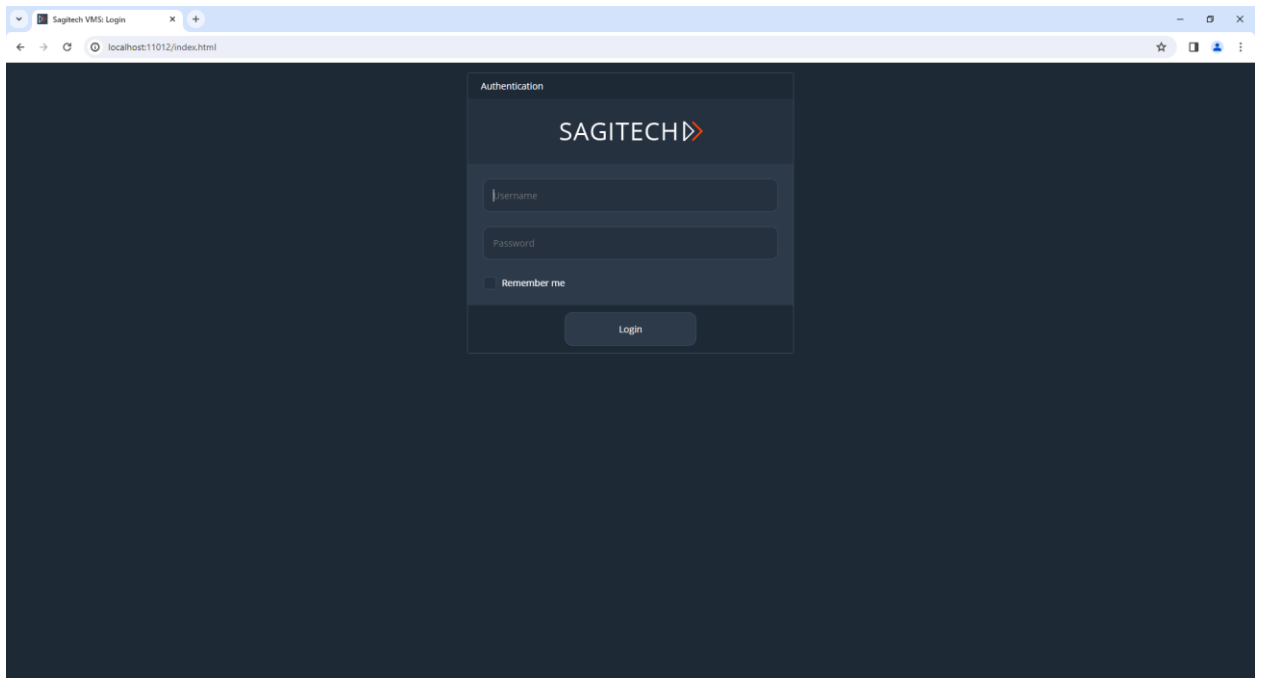 Sagitech VMS: Login
localhost:11012/index.html
Authentication
SAGITECH
Username
Password
Remember me
Login